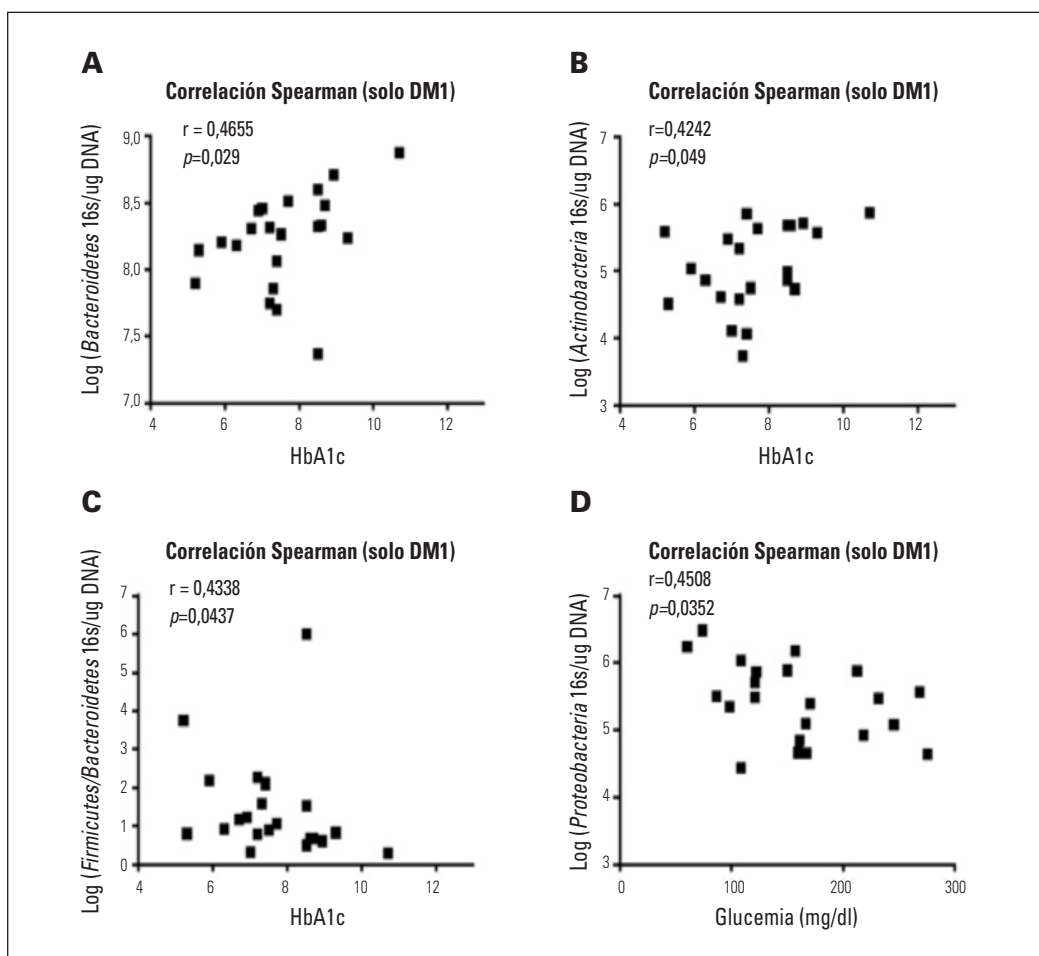 A
Correlación Spearman (solo DM1)
r = 0,4655
p=0,029
Log (Bacteroidetes 16s/ug DNA)
9,0
8,5
8,0
7,5
7,0
4 6 8 10 12
HbA1c
B
Correlación Spearman (solo DM1)
r=0,4242
p=0,049
Log (Actinobacteria 16s/ug DNA)
7
6
5
4
3
4 6 8 10 12
HbA1c
C
Correlación Spearman (solo DM1)
r = 0,4338
p=0,0437
Log (Firmicutes/Bacteroidetes 16s/ug DNA)
7
6
5
4
3
2
1
0
4 6 8 10 12
HbA1c
D
Correlación Spearman (solo DM1)
r=0,4508
p=0,0352
Log (Proteobacteria 16s/ug DNA)
7
6
5
4
3
0 100 200 300
Glucemia (mg/dl)